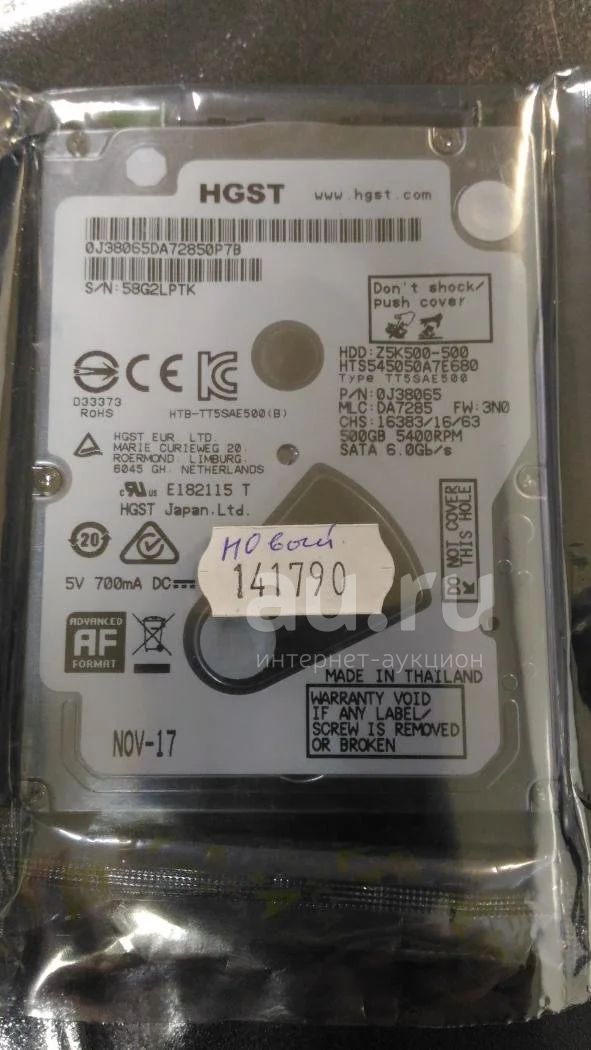 HGST www.hgst.com
0J38065DA72850P7B
S/N:58G2LPTK
Don't shock/
push cover
HDD:Z5K500-500
HTS545050A7E680
Type TT5SAE500
P/N:0J38065
MLC:DA7285 FW:3N0
CHS:16383/16/63
500GB 5400RPM
SATA 6.0Gb/s
D33373
RoHS
HTB-TT5SAE500(B)
HGST EUR LTD
MARIE CURIEWEG 20
ROERMOND LIMBURG
6045 GH. NETHERLANDS
c RU us E182115 T
HGST Japan,Ltd.
DO NOT COVER
THIS HOLE
20
новый
141790
5V 700mA DC
au.ru
интернет-аукцион
ADVANCED
AF
FORMAT
MADE IN THAILAND
WARRANTY VOID
IF ANY LABEL/
SCREW IS REMOVED
OR BROKEN
NOV-17